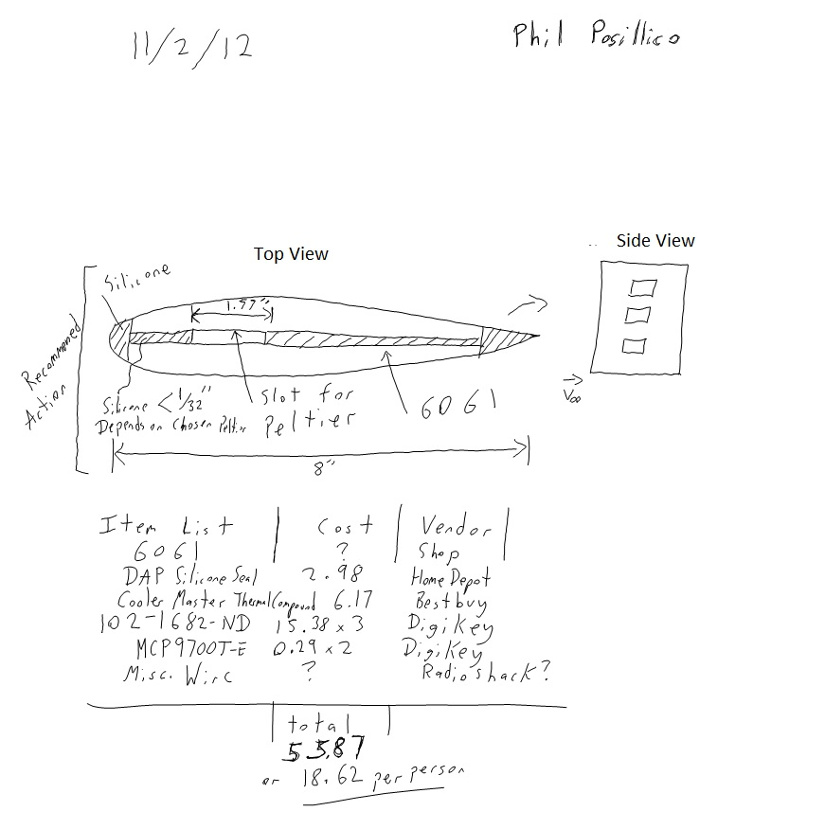 11/2/12 Phil Posillico
Top View
Side View
Silicone
Recommened
Action
1.57"
Silicone < 1/32"
Depends on Chosen Peltier
Slot for
Peltier
6061
V∞
8"
Item List | Cost | Vendor |
6061 ? Shop
DAP Silicone Seal 2.98 Home Depot
Cooler Master Thermal Compound 6.17 Bestbuy
102-1682-ND 15.38 x 3 Digikey
MCP9700T-E 0.29 x 2 Digikey
Misc. Wire ? Radioshack?
total
55.87
or 18.62 per person